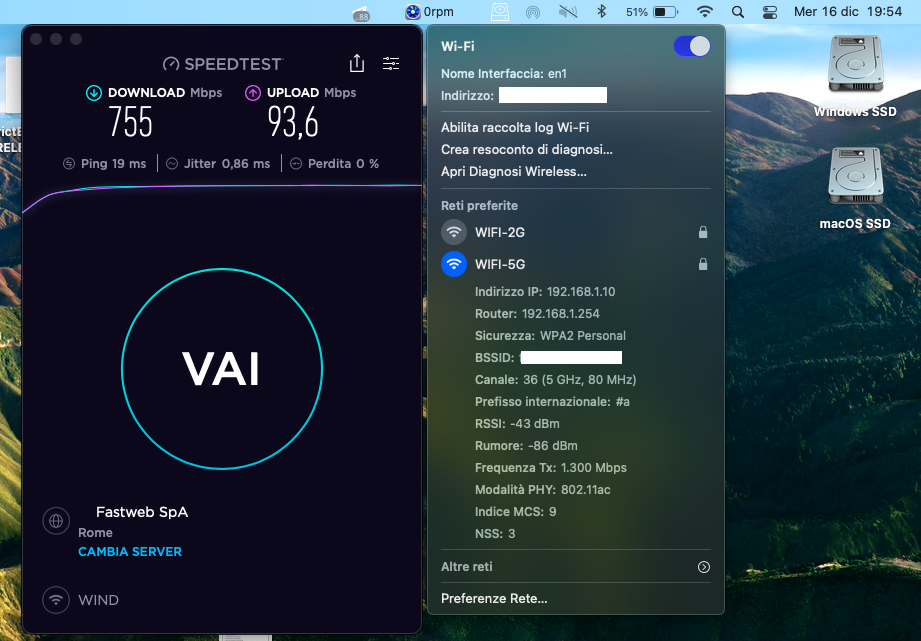 .88
0rpm
51%
Mer 16 dic 19:54
SPEEDTEST
DOWNLOAD Mbps
755
UPLOAD Mbps
93,6
Ping 19 ms
Jitter 0,86 ms
Perdita 0 %
VAI
Fastweb SpA
Rome
CAMBIA SERVER
WIND
Wi-Fi
Nome Interfaccia: en1
Indirizzo:
Abilita raccolta log Wi-Fi
Crea resoconto di diagnosi...
Apri Diagnosi Wireless...
Reti preferite
WIFI-2G
WIFI-5G
Indirizzo IP: 192.168.1.10
Router: 192.168.1.254
Sicurezza: WPA2 Personal
BSSID:
Canale: 36 (5 GHz, 80 MHz)
Prefisso internazionale: #a
RSSI: -43 dBm
Rumore: -86 dBm
Frequenza Tx: 1.300 Mbps
Modalità PHY: 802.11ac
Indice MCS: 9
NSS: 3
Altre reti
Preferenze Rete...
Windows SSD
macOS SSD